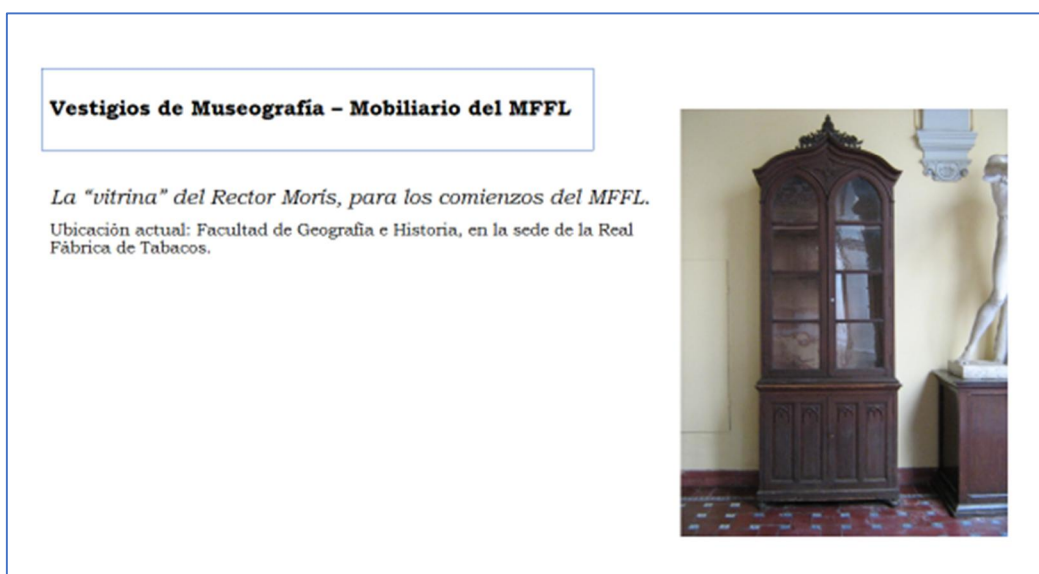 Vestigios de Museografía – Mobiliario del MFFL
La “vitrina” del Rector Morís, para los comienzos del MFFL.
Ubicación actual: Facultad de Geografía e Historia, en la sede de la Real
Fábrica de Tabacos.